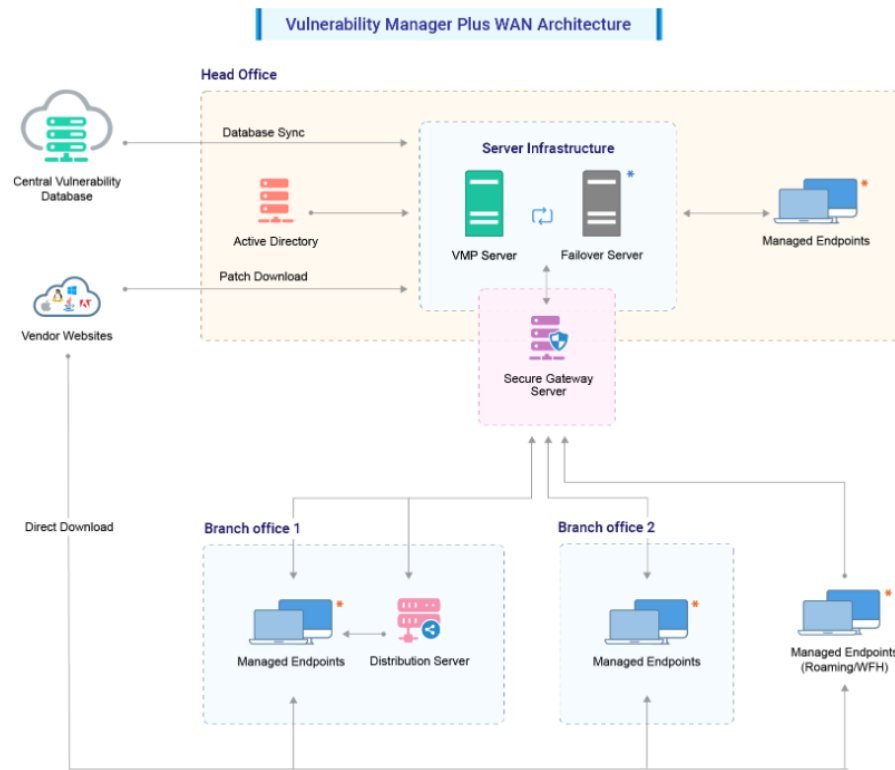 Vulnerability Manager Plus WAN Architecture
Head Office
Database Sync
Central Vulnerability
Database
Server Infrastructure
*
*
Active Directory
VMP Server
Failover Server
Managed Endpoints
Patch Download
Vendor Websites
Secure Gateway
Server
Direct Download
Branch office 1
Branch office 2
*
*
*
Managed Endpoints
Distribution Server
Managed Endpoints
Managed Endpoints
(Roaming/WFH)